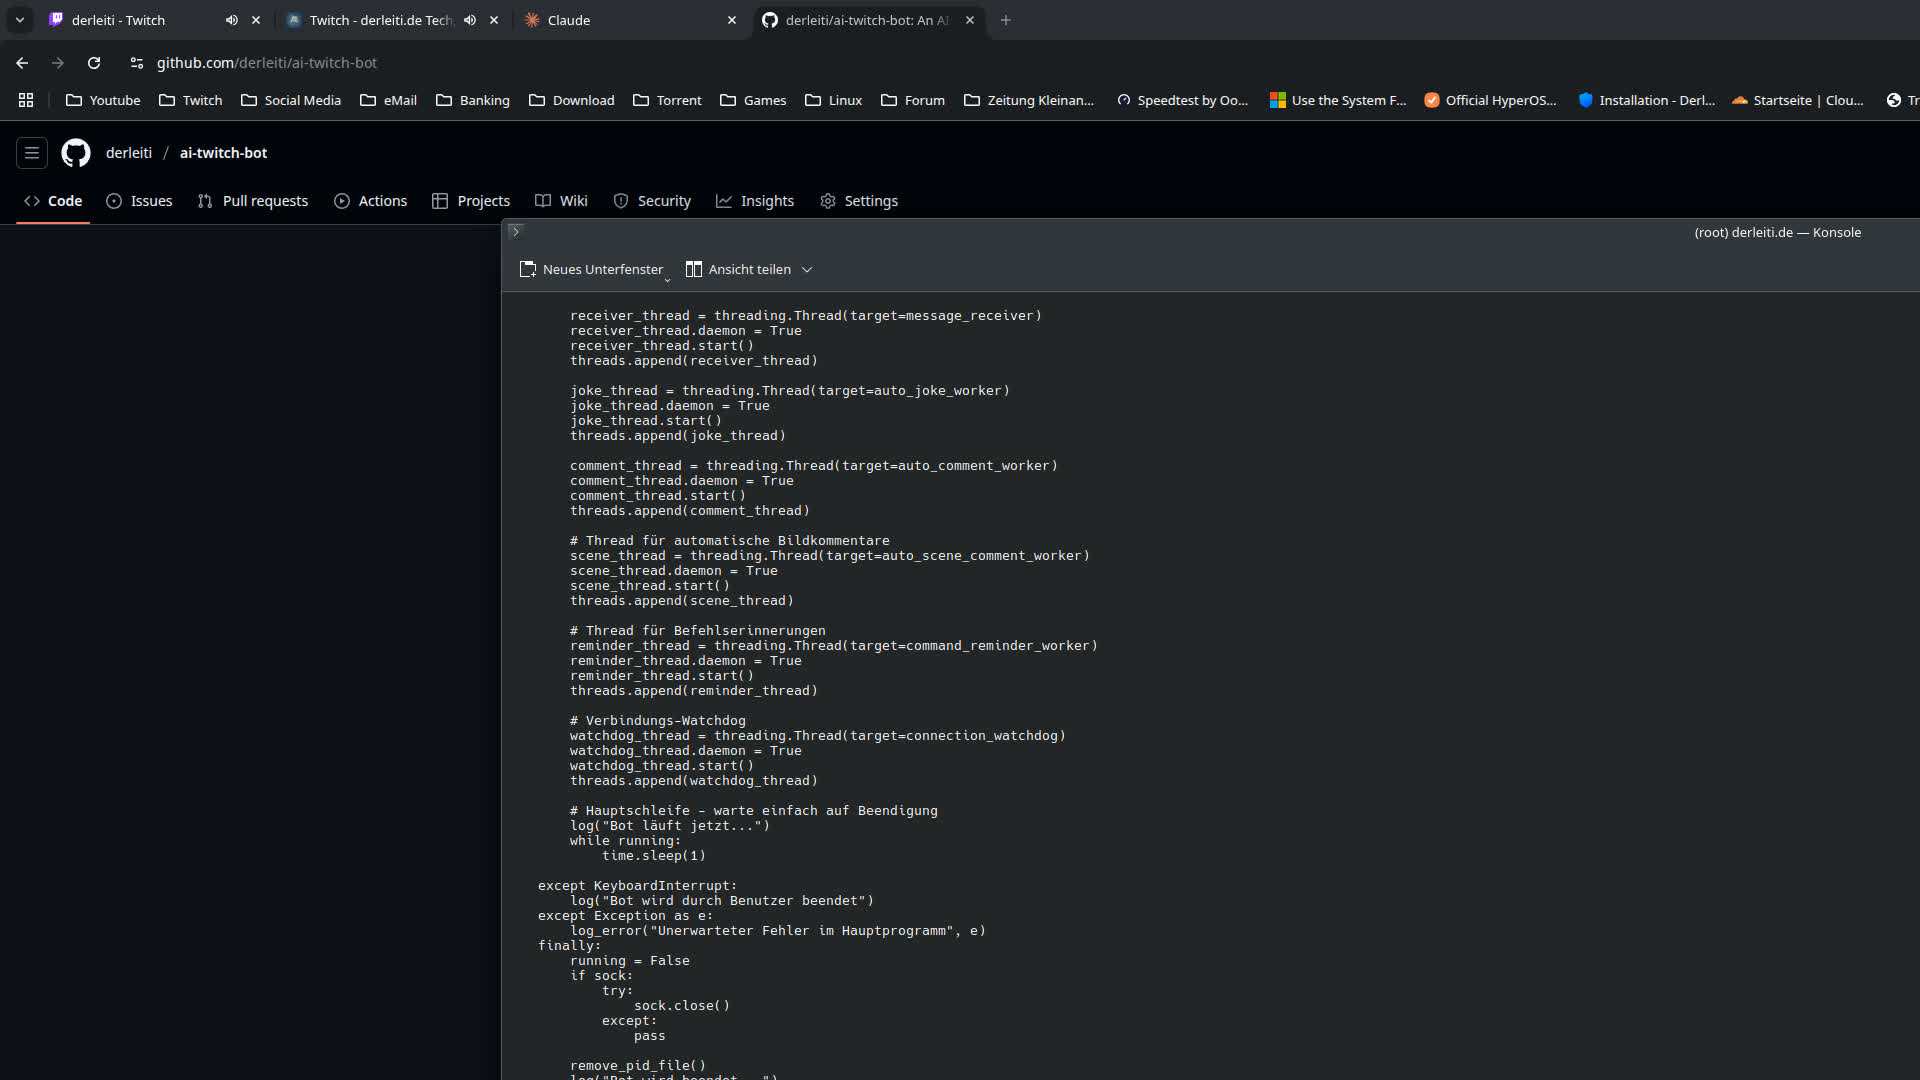 derleiti - Twitch
Twitch - derleiti.de Tech
Claude
derleiti/ai-twitch-bot: An AI
github.com/derleiti/ai-twitch-bot
Youtube
Twitch
Social Media
eMail
Banking
Download
Torrent
Games
Linux
Forum
Zeitung Kleinan...
Speedtest by Oo...
Use the System F...
Official HyperOS...
Installation - Derl...
Startseite | Clou...
Tr
derleiti / ai-twitch-bot
Code
Issues
Pull requests
Actions
Projects
Wiki
Security
Insights
Settings
(root) derleiti.de — Konsole
Neues Unterfenster
Ansicht teilen
receiver_thread = threading.Thread(target=message_receiver)
receiver_thread.daemon = True
receiver_thread.start()
threads.append(receiver_thread)
joke_thread = threading.Thread(target=auto_joke_worker)
joke_thread.daemon = True
joke_thread.start()
threads.append(joke_thread)
comment_thread = threading.Thread(target=auto_comment_worker)
comment_thread.daemon = True
comment_thread.start()
threads.append(comment_thread)
# Thread für automatische Bildkommentare
scene_thread = threading.Thread(target=auto_scene_comment_worker)
scene_thread.daemon = True
scene_thread.start()
threads.append(scene_thread)
# Thread für Befehlserinnerungen
reminder_thread = threading.Thread(target=command_reminder_worker)
reminder_thread.daemon = True
reminder_thread.start()
threads.append(reminder_thread)
# Verbindungs-Watchdog
watchdog_thread = threading.Thread(target=connection_watchdog)
watchdog_thread.daemon = True
watchdog_thread.start()
threads.append(watchdog_thread)
# Hauptschleife - warte einfach auf Beendigung
log("Bot läuft jetzt...")
while running:
time.sleep(1)
except KeyboardInterrupt:
log("Bot wird durch Benutzer beendet")
except Exception as e:
log_error("Unerwarteter Fehler im Hauptprogramm", e)
finally:
running = False
if sock:
try:
sock.close()
except:
pass
remove_pid_file()
log("Bot wird beendet...")